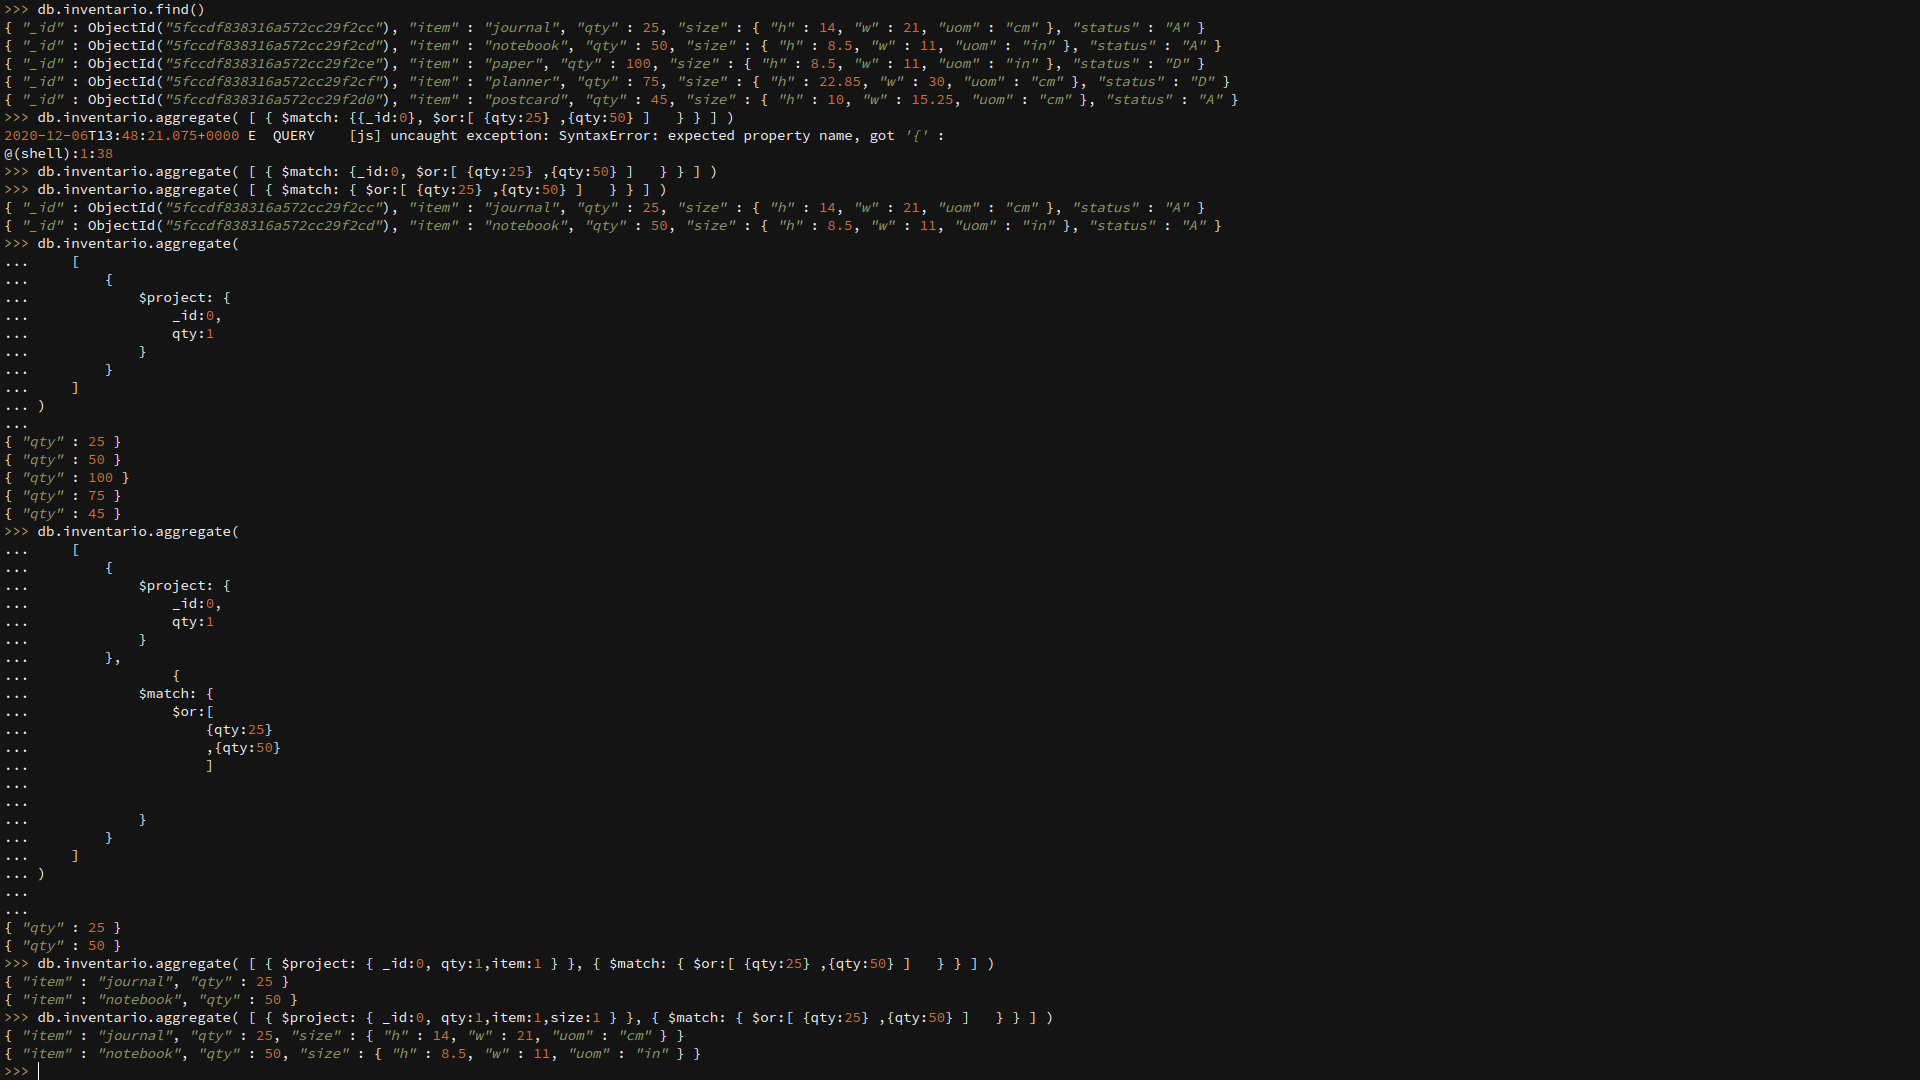 >>> db.inventario.find()
{ "_id" : ObjectId("5fccdf838316a572cc29f2cc"), "item" : "journal", "qty" : 25, "size" : { "h" : 14, "w" : 21, "uom" : "cm" }, "status" : "A" }
{ "_id" : ObjectId("5fccdf838316a572cc29f2cd"), "item" : "notebook", "qty" : 50, "size" : { "h" : 8.5, "w" : 11, "uom" : "in" }, "status" : "A" }
{ "_id" : ObjectId("5fccdf838316a572cc29f2ce"), "item" : "paper", "qty" : 100, "size" : { "h" : 8.5, "w" : 11, "uom" : "in" }, "status" : "D" }
{ "_id" : ObjectId("5fccdf838316a572cc29f2cf"), "item" : "planner", "qty" : 75, "size" : { "h" : 22.85, "w" : 30, "uom" : "cm" }, "status" : "D" }
{ "_id" : ObjectId("5fccdf838316a572cc29f2d0"), "item" : "postcard", "qty" : 45, "size" : { "h" : 10, "w" : 15.25, "uom" : "cm" }, "status" : "A" }
>>> db.inventario.aggregate( [ { $match: {{_id:0}, $or:[ {qty:25} ,{qty:50} ]   } } ] )
2020-12-06T13:48:21.075+0000 E  QUERY    [js] uncaught exception: SyntaxError: expected property name, got '{' :
@(shell):1:38
>>> db.inventario.aggregate( [ { $match: {_id:0, $or:[ {qty:25} ,{qty:50} ]   } } ] )
>>> db.inventario.aggregate( [ { $match: { $or:[ {qty:25} ,{qty:50} ]   } } ] )
{ "_id" : ObjectId("5fccdf838316a572cc29f2cc"), "item" : "journal", "qty" : 25, "size" : { "h" : 14, "w" : 21, "uom" : "cm" }, "status" : "A" }
{ "_id" : ObjectId("5fccdf838316a572cc29f2cd"), "item" : "notebook", "qty" : 50, "size" : { "h" : 8.5, "w" : 11, "uom" : "in" }, "status" : "A" }
>>> db.inventario.aggregate(
...     [
...         {
...             $project: {
...                 _id:0,
...                 qty:1
...             }
...         }
...     ]
... )
...
{ "qty" : 25 }
{ "qty" : 50 }
{ "qty" : 100 }
{ "qty" : 75 }
{ "qty" : 45 }
>>> db.inventario.aggregate(
...     [
...         {
...             $project: {
...                 _id:0,
...                 qty:1
...             }
...         },
...                 {
...             $match: {
...                 $or:[
...                     {qty:25}
...                     ,{qty:50}
...                     ]
...
...
...             }
...         }
...     ]
... )
...
...
{ "qty" : 25 }
{ "qty" : 50 }
>>> db.inventario.aggregate( [ { $project: { _id:0, qty:1,item:1 } }, { $match: { $or:[ {qty:25} ,{qty:50} ]   } } ] )
{ "item" : "journal", "qty" : 25 }
{ "item" : "notebook", "qty" : 50 }
>>> db.inventario.aggregate( [ { $project: { _id:0, qty:1,item:1,size:1 } }, { $match: { $or:[ {qty:25} ,{qty:50} ]   } } ] )
{ "item" : "journal", "qty" : 25, "size" : { "h" : 14, "w" : 21, "uom" : "cm" } }
{ "item" : "notebook", "qty" : 50, "size" : { "h" : 8.5, "w" : 11, "uom" : "in" } }
>>>